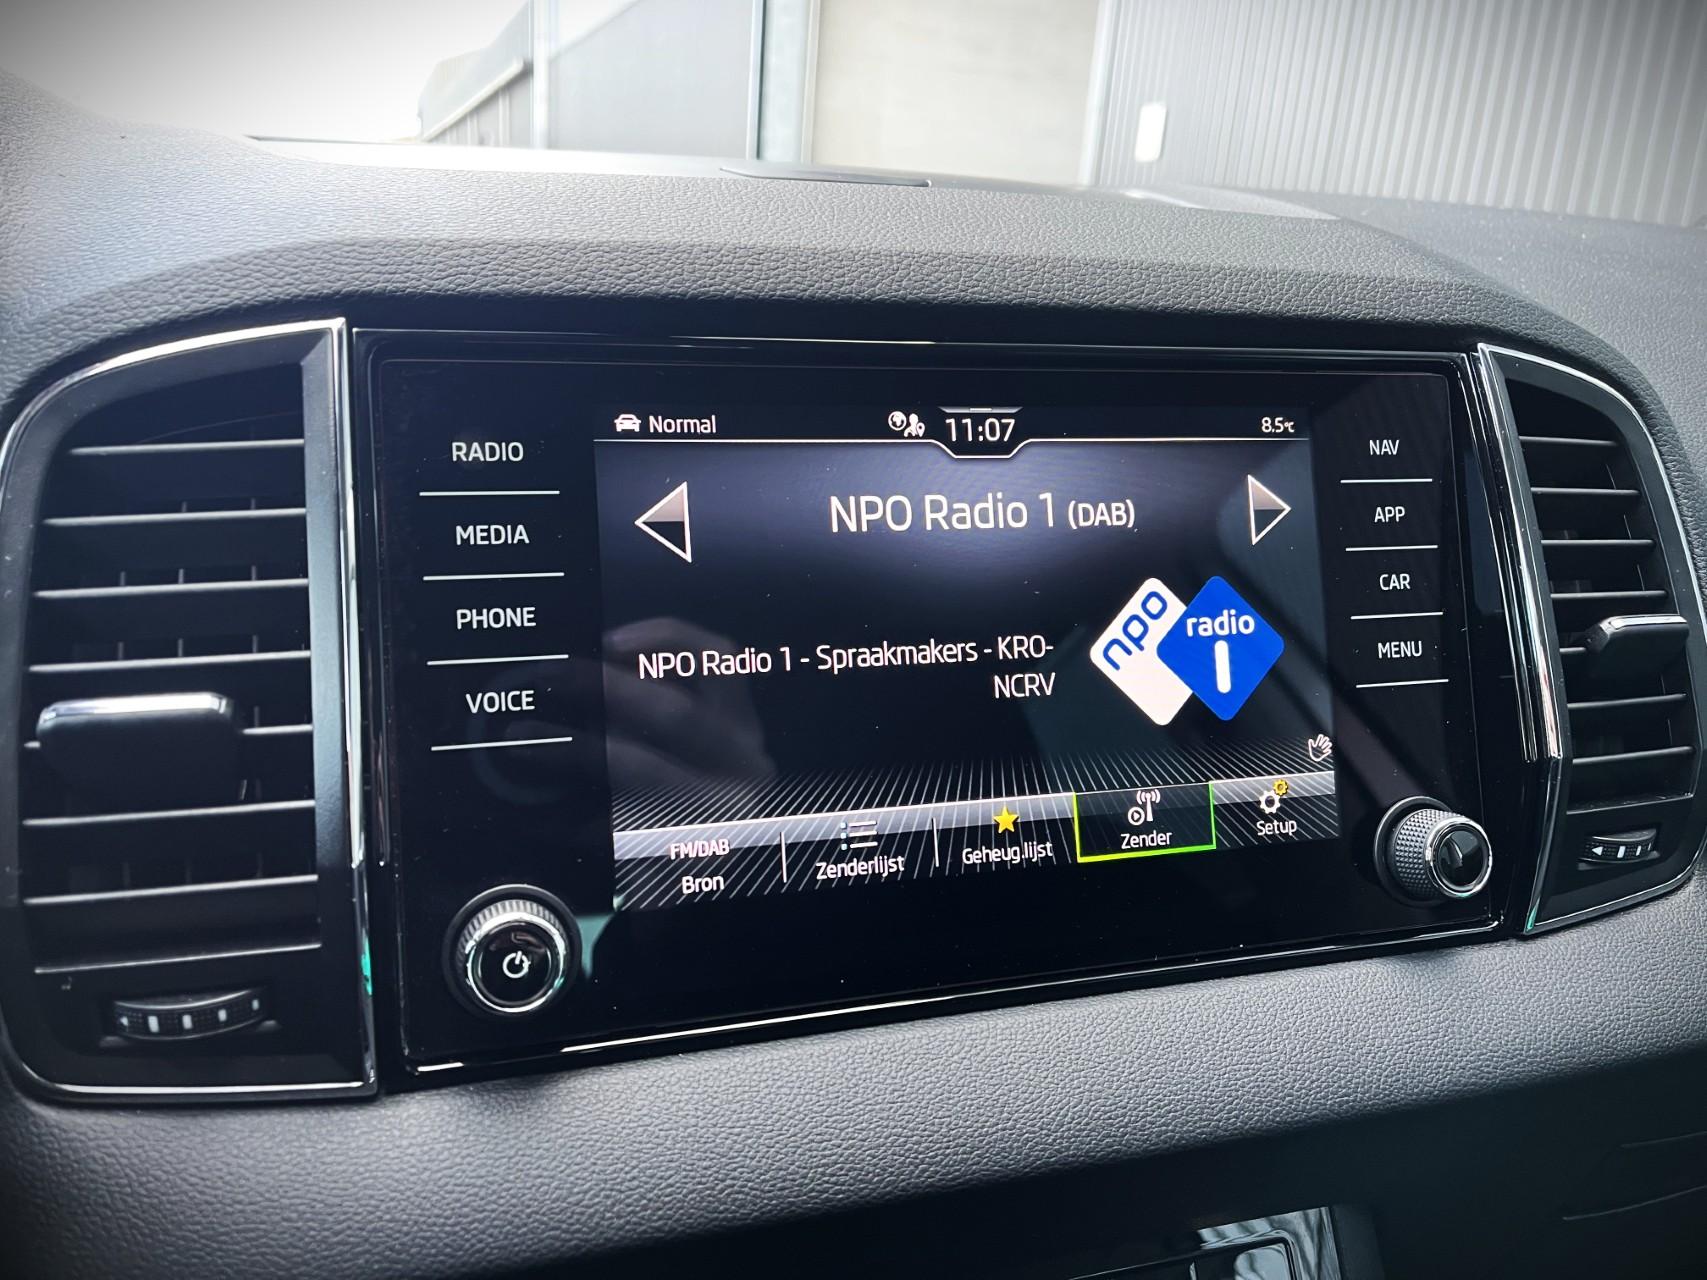 Normal
11:07
8.5°C
RADIO
MEDIA
PHONE
VOICE
NPO Radio 1 (DAB)
NPO Radio 1 - Spraakmakers - KRO-
NCRV
npo
radio
1
FM/DAB
Bron
Zenderlijst
Geheug.lijst
Zender
Setup
NAV
APP
CAR
MENU